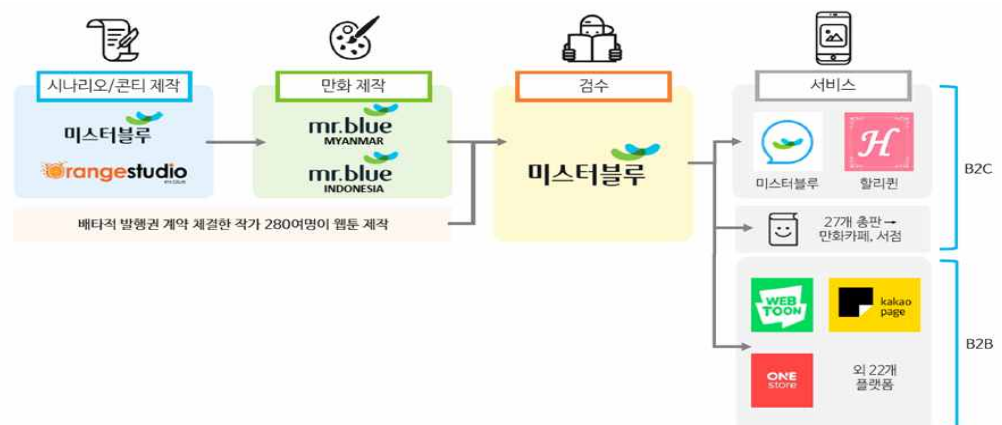 시나리오/콘티 제작
만화 제작
검수
서비스
미스터블루
orangestudio
mr.blue
MYANMAR
mr.blue
INDONESIA
배타적 발행권 계약 체결한 작가 280여명이 웹툰 제작
미스터블루
미스터블루
H
할리퀸
27개 총판 →
만화카페, 서점
B2C
WEB
TOON
kakao
page
ONE
store
외 22개
플랫폼
B2B